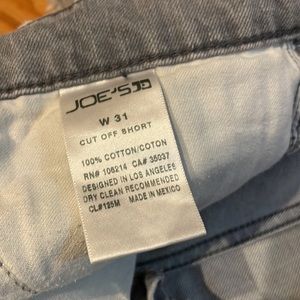 JOE'S
W 31
CUT OFF SHORT
100% COTTON/COTON
RN# 106214 CA# 35037
DESIGNED IN LOS ANGELES
DRY CLEAN RECOMMENDED
CL#125M MADE IN MEXICO